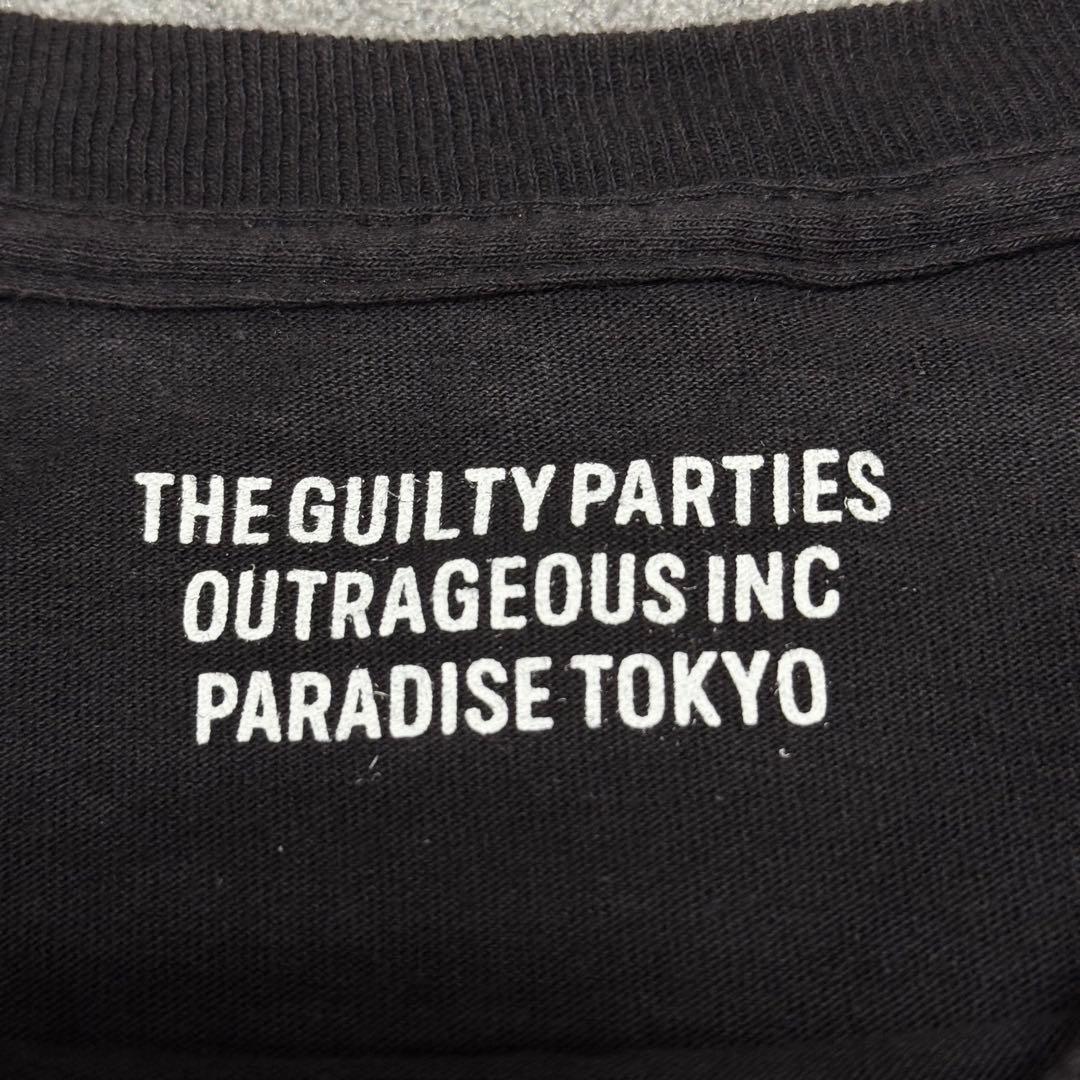 THE GUILTY PARTIES
OUTRAGEOUS INC
PARADISE TOKYO